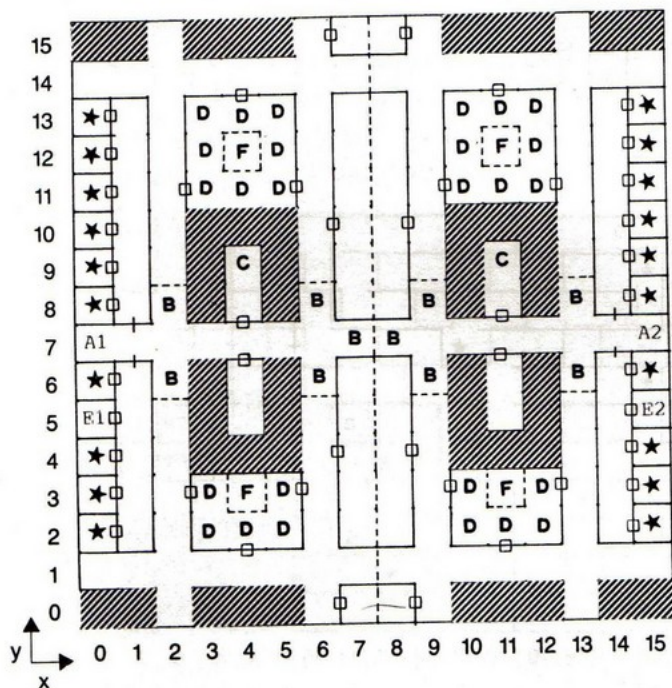 15
14
13 D D D D D D
12 D F D D F D
11 D D D D D D
10
9 C C
8 B B B B
7 A1 B B A2
6 B B B B
5 E1 E2
4
3 D F D D F D
2 D D D D D D
1
0
y
0 1 2 3 4 5 6 7 8 9 10 11 12 13 14 15
x